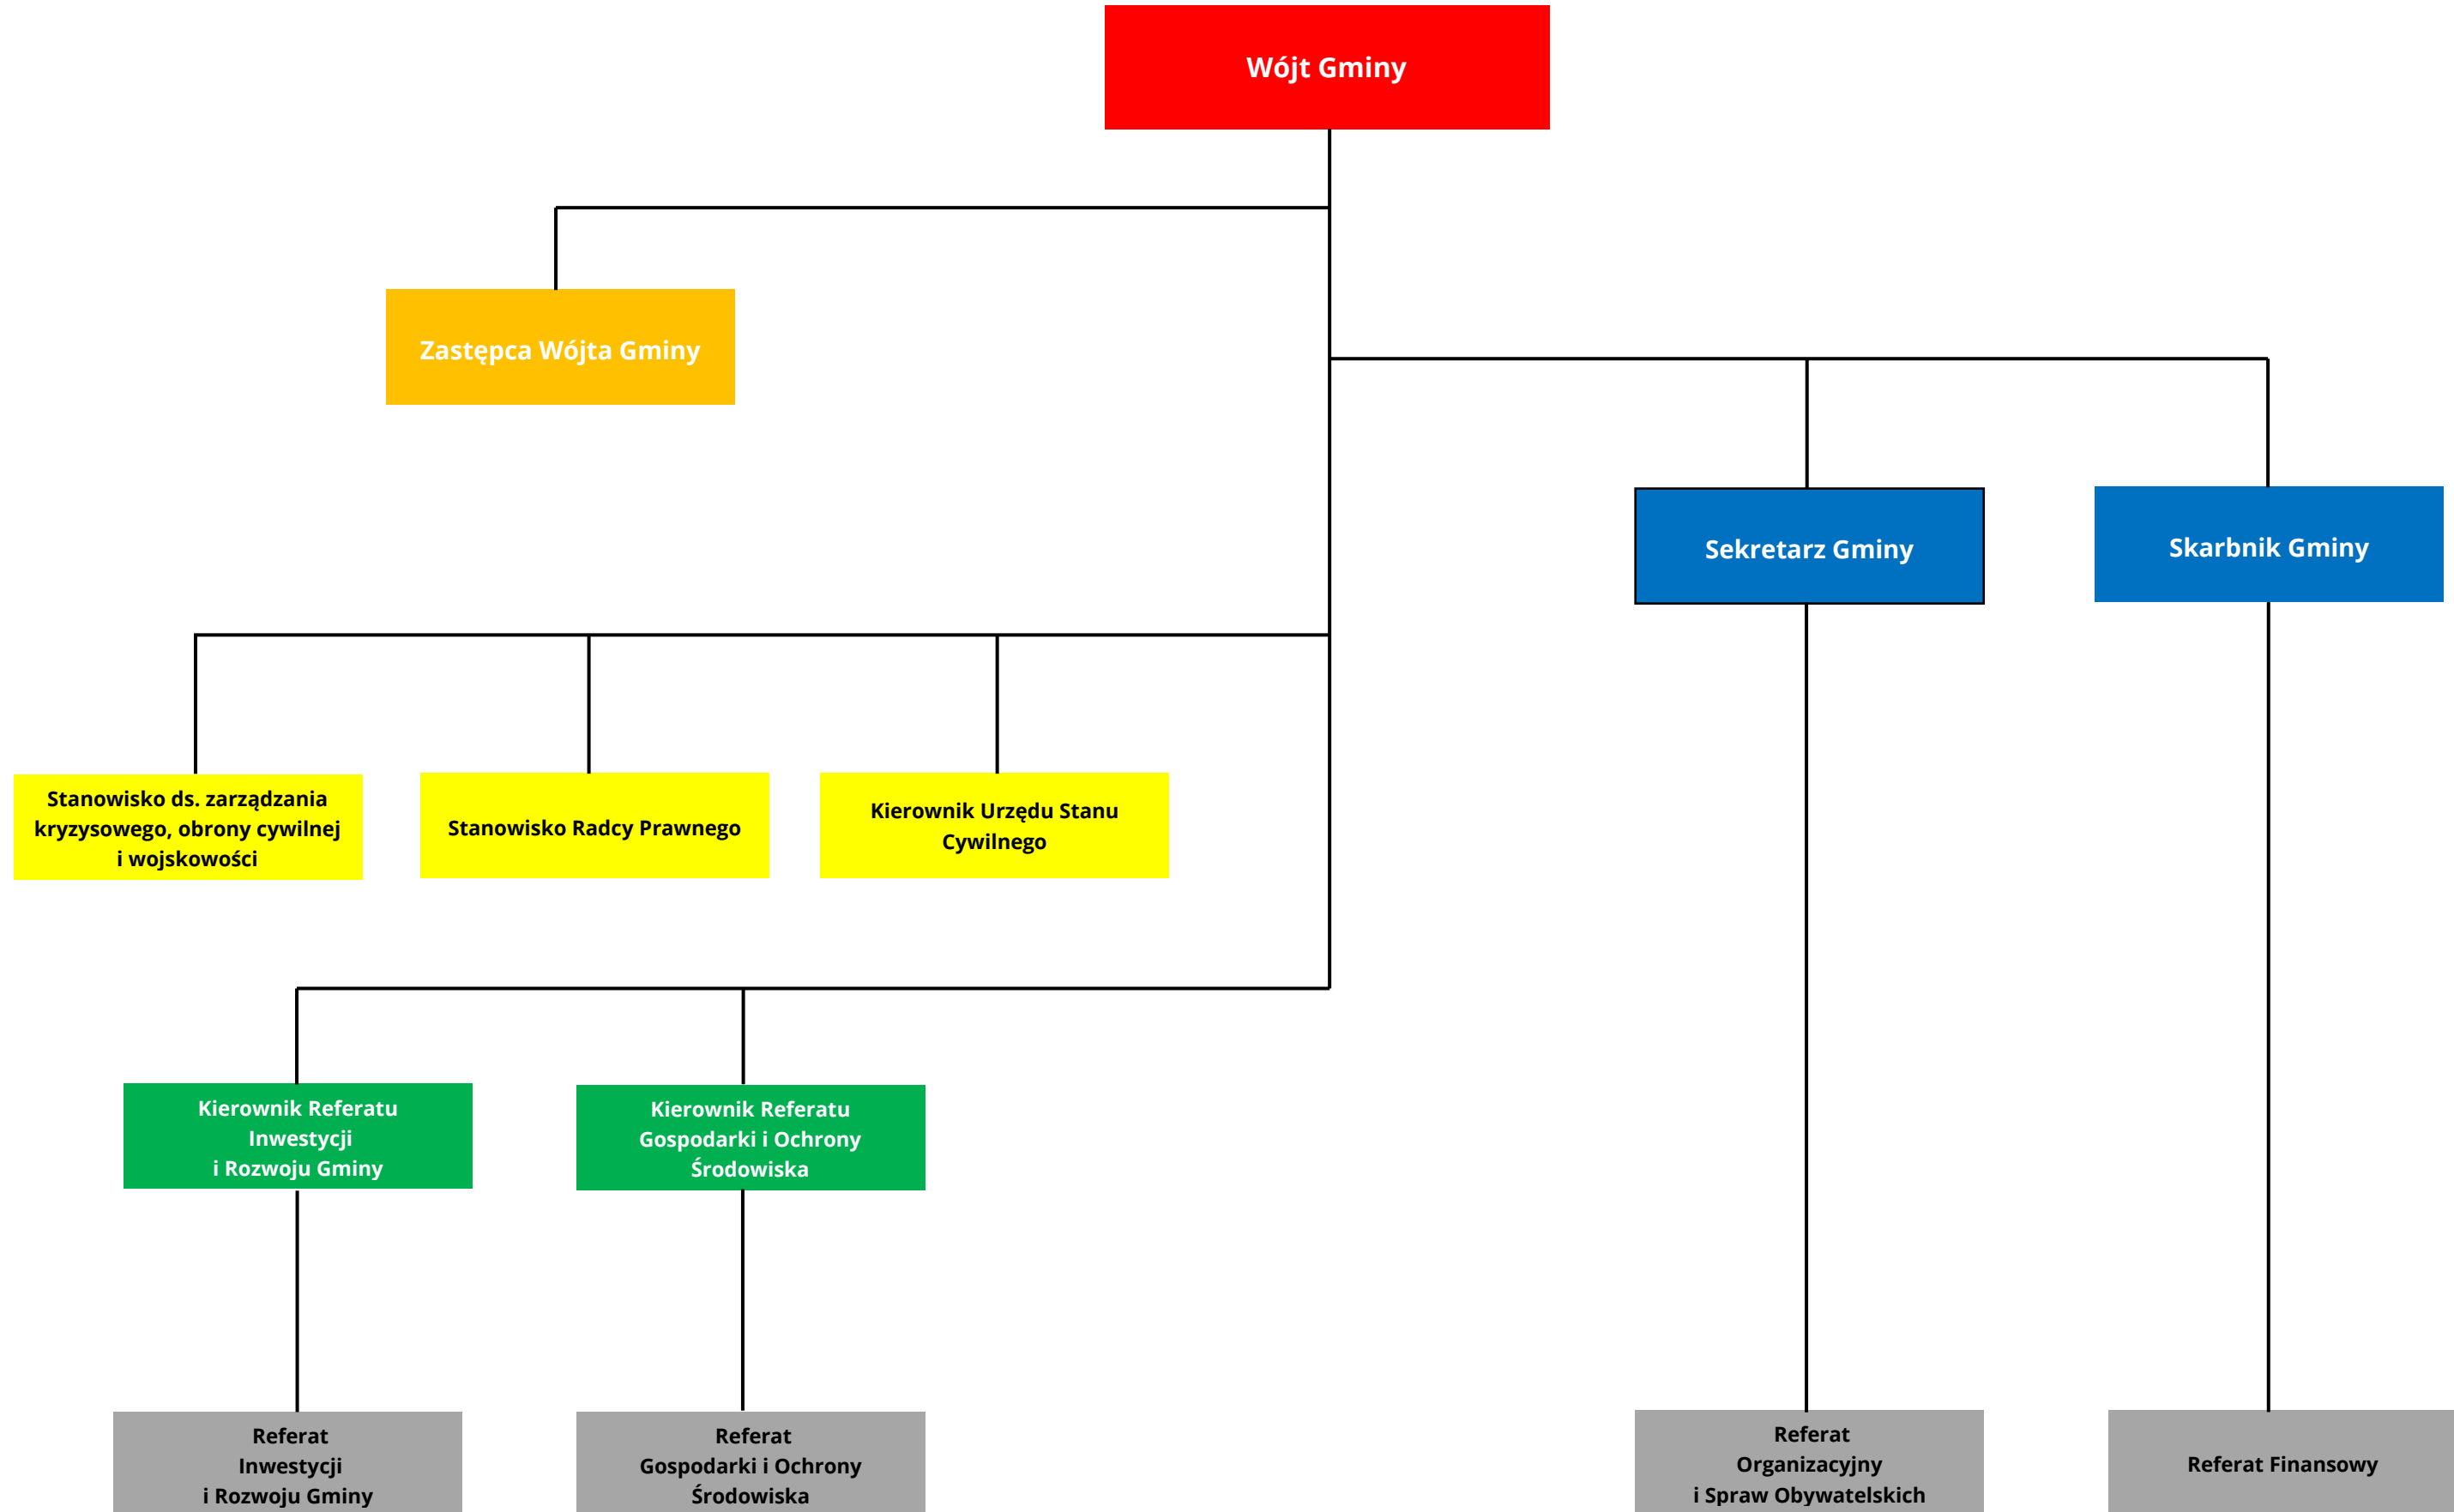 Wójt Gminy
Zastępca Wójta Gminy
Sekretarz Gminy
Skarbnik Gminy
Stanowisko ds. zarządzania
kryzysowego, obrony cywilnej
i wojskowości
Stanowisko Radcy Prawnego
Kierownik Urzędu Stanu
Cywilnego
Kierownik Referatu
Inwestycji
i Rozwoju Gminy
Kierownik Referatu
Gospodarki i Ochrony
Środowiska
Referat
Inwestycji
i Rozwoju Gminy
Referat
Gospodarki i Ochrony
Środowiska
Referat
Organizacyjny
i Spraw Obywatelskich
Referat Finansowy